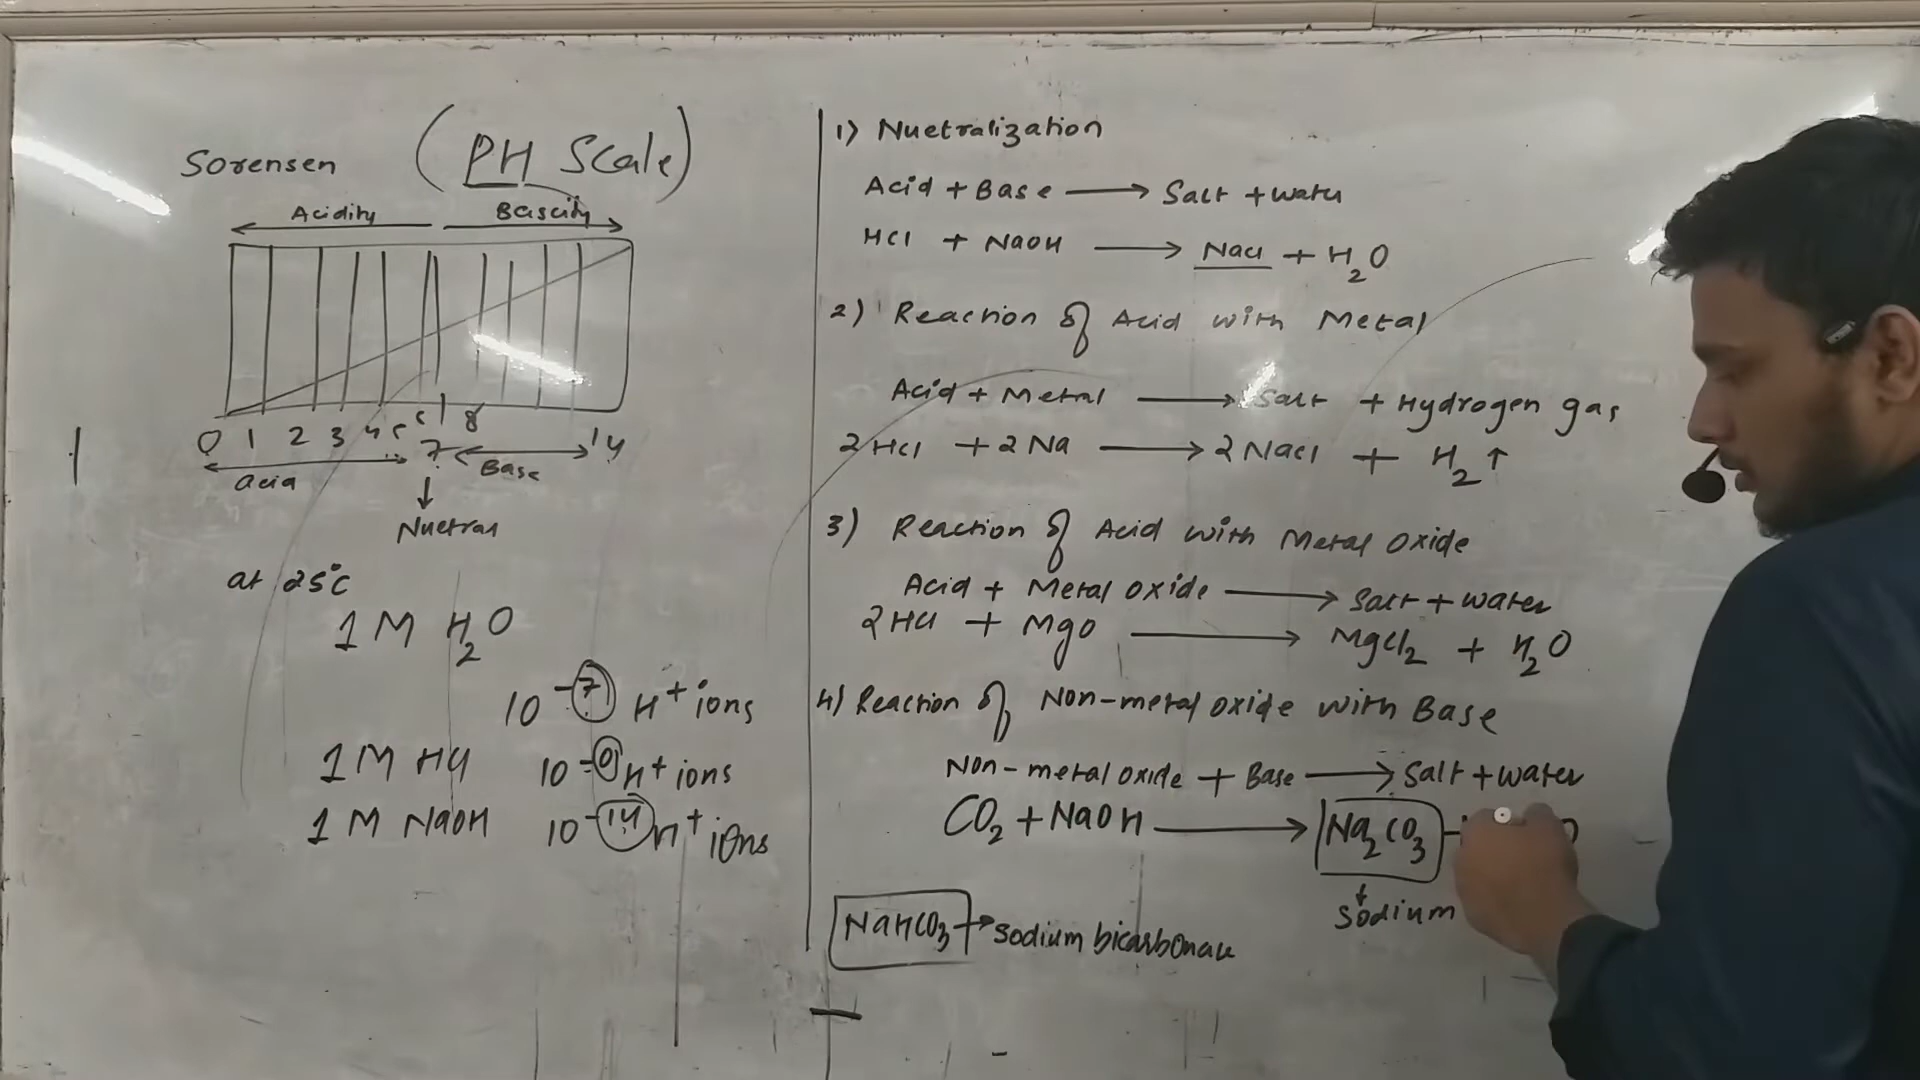 Sorensen (PH Scale)
Acidity Bascity
0 1 2 3 4 5 6 7 8 14
acid Base
Nuetral
at 25°C
1 M H₂O
10⁻⁷ H⁺ ions
1 M HCl 10⁻⁰ H⁺ ions
1 M NaOH 10⁻¹⁴ H⁺ ions
1) Nuetralization
Acid + Base → Salt + water
HCl + NaOH → NaCl + H₂O
2) Reaction of Acid with Metal
Acid + Metal → Salt + Hydrogen gas
2HCl + 2Na → 2NaCl + H₂↑
3) Reaction of Acid with Metal Oxide
Acid + Metal oxide → Salt + water
2HCl + MgO → MgCl₂ + H₂O
4) Reaction of Non-metal oxide with Base
Non-metal oxide + Base → Salt + water
CO₂ + NaOH → Na₂CO₃ +
Sodium
NaHCO₃ → sodium bicarbonate